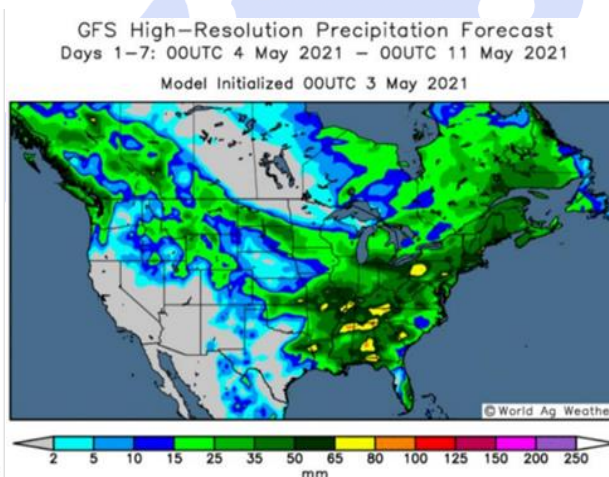 GFS High-Resolution Precipitation Forecast
Days 1-7: 00UTC 4 May 2021 - 00UTC 11 May 2021
Model Initialized 00UTC 3 May 2021
©World Ag Weathe
2 5 10 15 25 35 50 65 80 100 125 150 200 250
mm